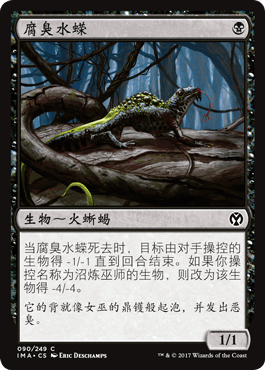 腐臭水蝾
生物～火蜥蜴
当腐臭水蝾死去时，目标由对手操控的
生物得 -1/-1 直到回合结束。如果你操
控名称为沼炼巫师的生物，则改为该生
物得 -4/-4。
它的背就像女巫的鼎镬般起泡，并发出恶
臭。
1/1
090/249 C
IMA • CS ERIC DESCHAMPS
™ & © 2017 Wizards of the Coast